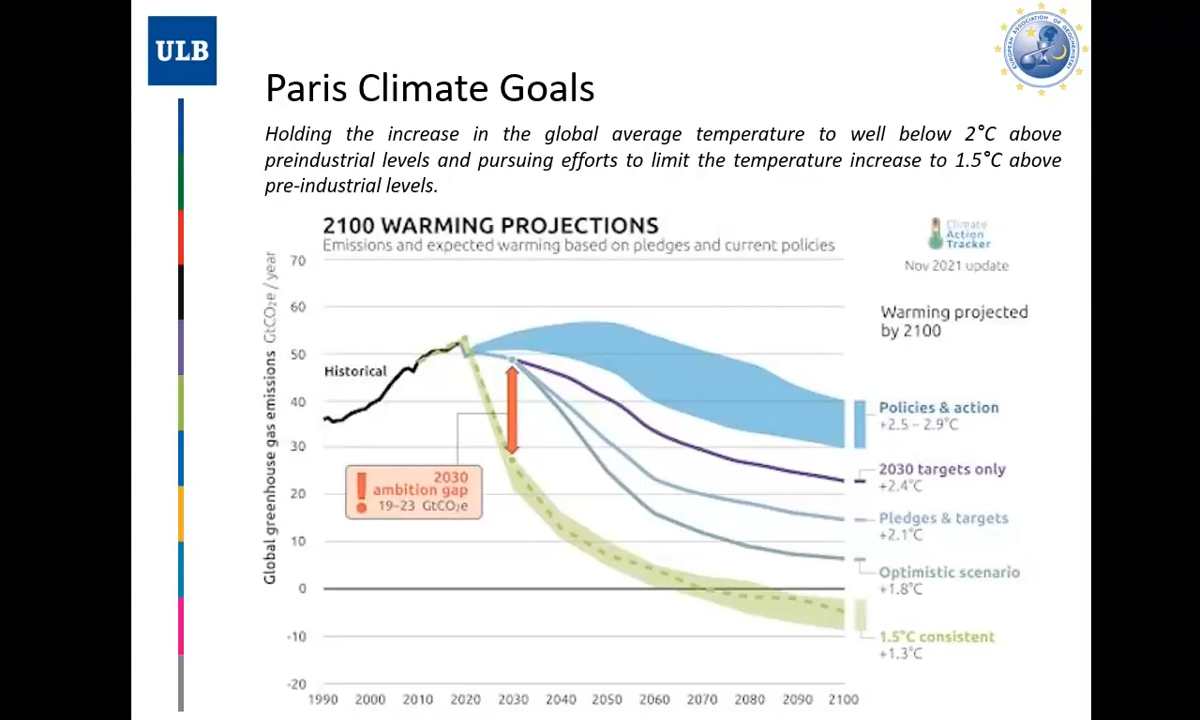 ULB
EUROPEAN ASSOCIATION OF GEOCHEMISTRY
Paris Climate Goals
Holding the increase in the global average temperature to well below 2°C above
preindustrial levels and pursuing efforts to limit the temperature increase to 1.5°C above
pre-industrial levels.
2100 WARMING PROJECTIONS
Emissions and expected warming based on pledges and current policies
Climate
Action
Tracker
Nov 2021 update
Global greenhouse gas emissions GtCO₂e / year
70
60
50
40
30
20
10
0
-10
-20
Historical
2030
ambition gap
19–23 GtCO₂e
Warming projected
by 2100
Policies & action
+2.5 – 2.9°C
2030 targets only
+2.4°C
Pledges & targets
+2.1°C
Optimistic scenario
+1.8°C
1.5°C consistent
+1.3°C
1990 2000 2010 2020 2030 2040 2050 2060 2070 2080 2090 2100